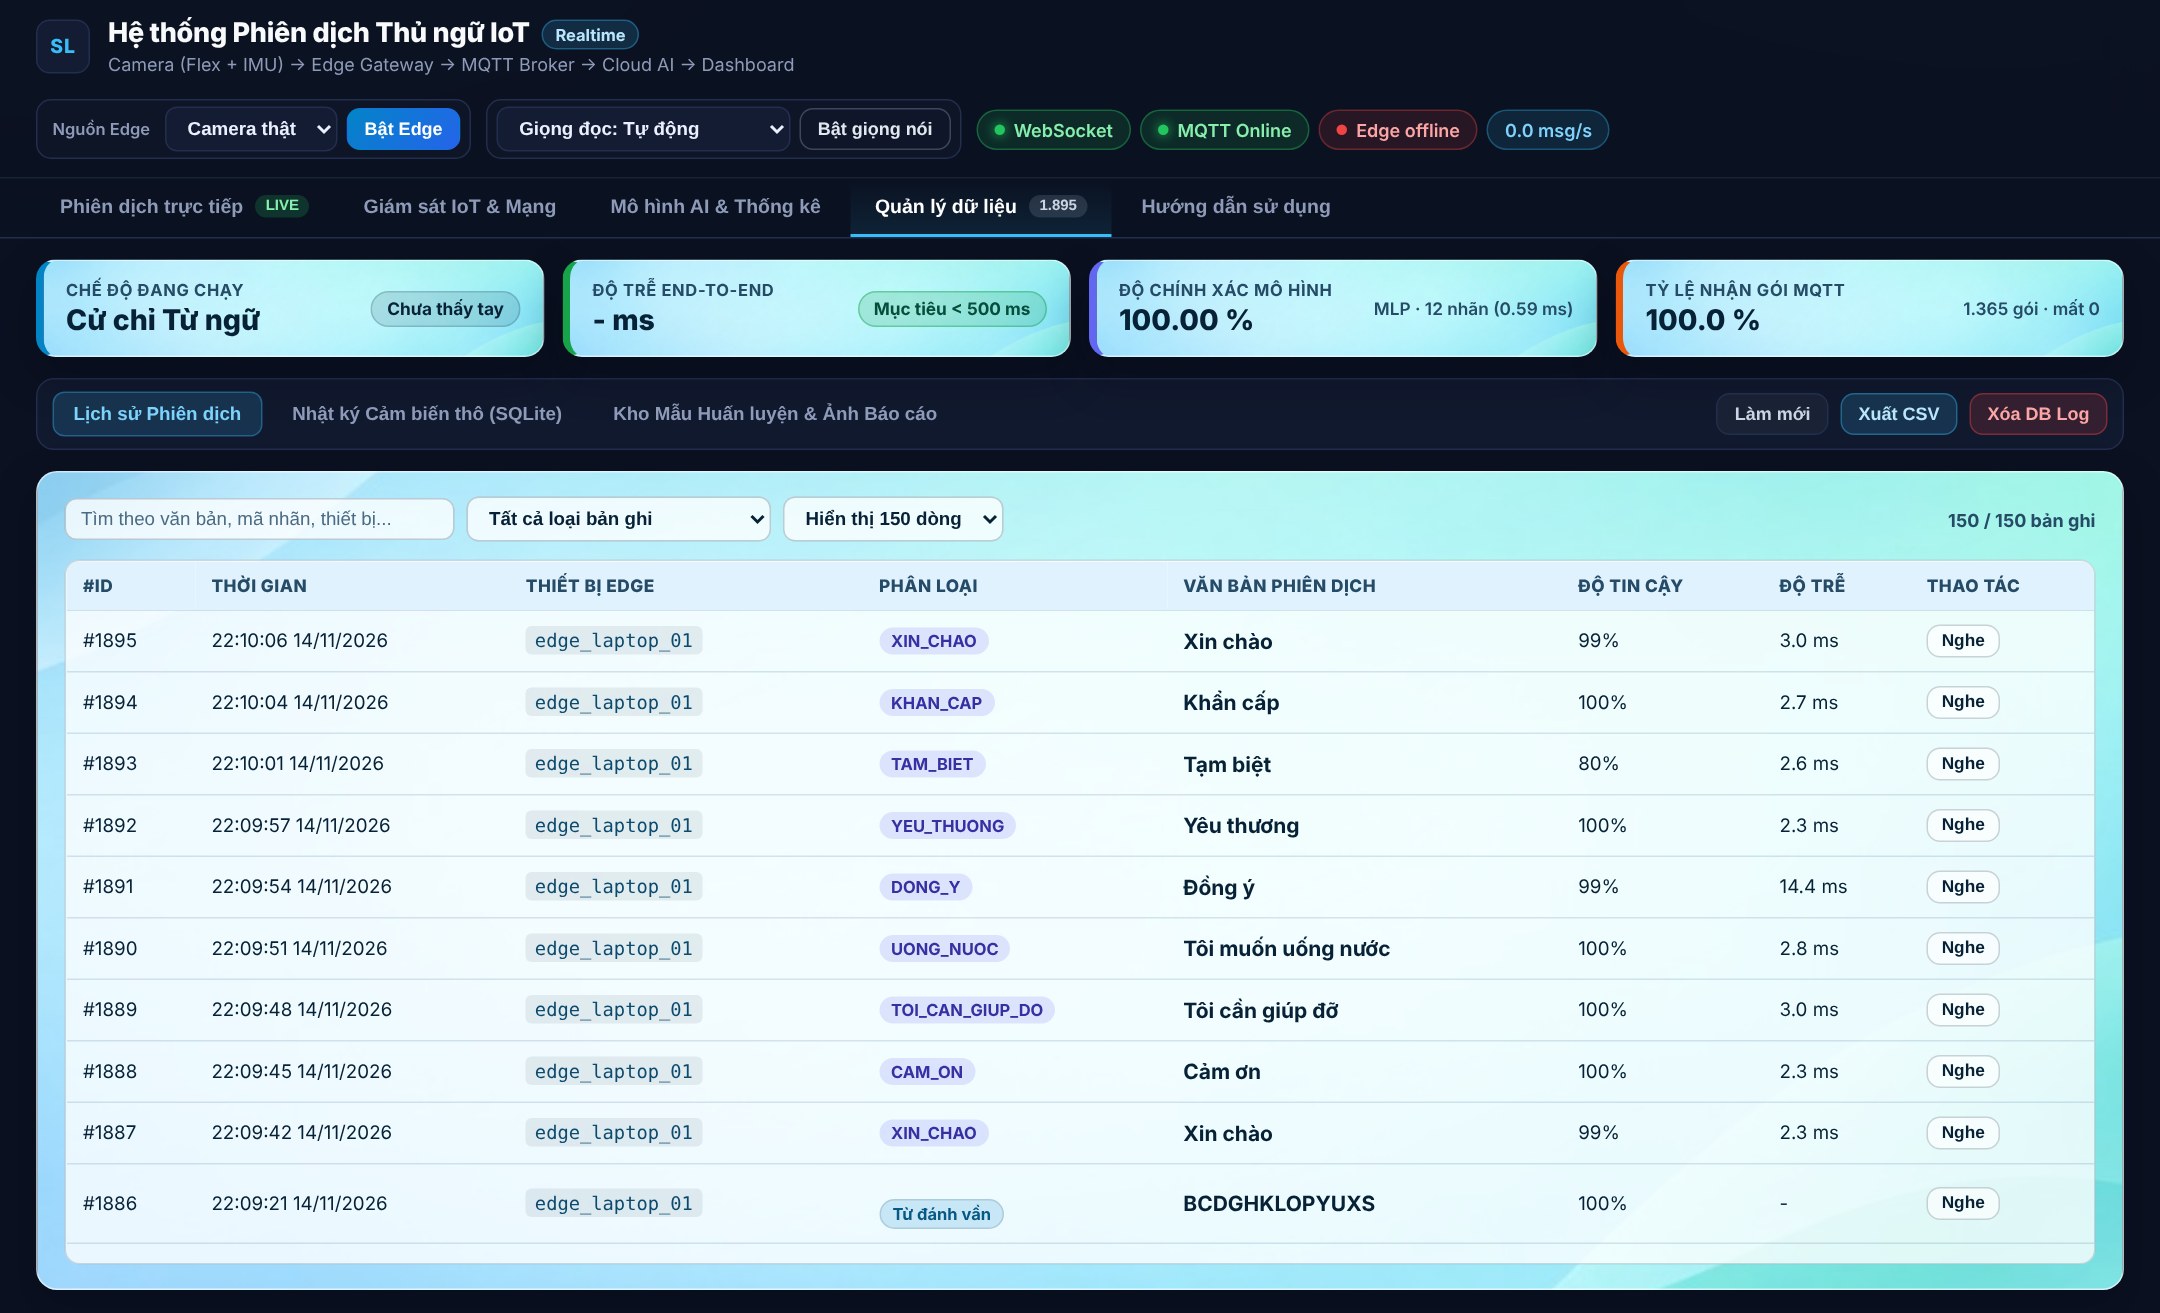 SL
Hệ thống Phiên dịch Thủ ngữ IoT Realtime
Camera (Flex + IMU) → Edge Gateway → MQTT Broker → Cloud AI → Dashboard
Nguồn Edge Camera thật Bật Edge Giọng đọc: Tự động Bật giọng nói WebSocket MQTT Online Edge offline 0.0 msg/s
Phiên dịch trực tiếp LIVE Giám sát IoT & Mạng Mô hình AI & Thống kê Quản lý dữ liệu 1.895 Hướng dẫn sử dụng
CHẾ ĐỘ ĐANG CHẠY
Cử chỉ Từ ngữ
Chưa thấy tay
ĐỘ TRỄ END-TO-END
- ms
Mục tiêu < 500 ms
ĐỘ CHÍNH XÁC MÔ HÌNH
100.00 %
MLP · 12 nhãn (0.59 ms)
TỶ LỆ NHẬN GÓI MQTT
100.0 %
1.365 gói · mất 0
Lịch sử Phiên dịch Nhật ký Cảm biến thô (SQLite) Kho Mẫu Huấn luyện & Ảnh Báo cáo Làm mới Xuất CSV Xóa DB Log
Tìm theo văn bản, mã nhãn, thiết bị... Tất cả loại bản ghi Hiển thị 150 dòng 150 / 150 bản ghi
#ID THỜI GIAN THIẾT BỊ EDGE PHÂN LOẠI VĂN BẢN PHIÊN DỊCH ĐỘ TIN CẬY ĐỘ TRỄ THAO TÁC
#1895 22:10:06 14/11/2026 edge_laptop_01 XIN_CHAO Xin chào 99% 3.0 ms Nghe
#1894 22:10:04 14/11/2026 edge_laptop_01 KHAN_CAP Khẩn cấp 100% 2.7 ms Nghe
#1893 22:10:01 14/11/2026 edge_laptop_01 TAM_BIET Tạm biệt 80% 2.6 ms Nghe
#1892 22:09:57 14/11/2026 edge_laptop_01 YEU_THUONG Yêu thương 100% 2.3 ms Nghe
#1891 22:09:54 14/11/2026 edge_laptop_01 DONG_Y Đồng ý 99% 14.4 ms Nghe
#1890 22:09:51 14/11/2026 edge_laptop_01 UONG_NUOC Tôi muốn uống nước 100% 2.8 ms Nghe
#1889 22:09:48 14/11/2026 edge_laptop_01 TOI_CAN_GIUP_DO Tôi cần giúp đỡ 100% 3.0 ms Nghe
#1888 22:09:45 14/11/2026 edge_laptop_01 CAM_ON Cảm ơn 100% 2.3 ms Nghe
#1887 22:09:42 14/11/2026 edge_laptop_01 XIN_CHAO Xin chào 99% 2.3 ms Nghe
#1886 22:09:21 14/11/2026 edge_laptop_01 Từ đánh vần BCDGHKLOPYUXS 100% - Nghe